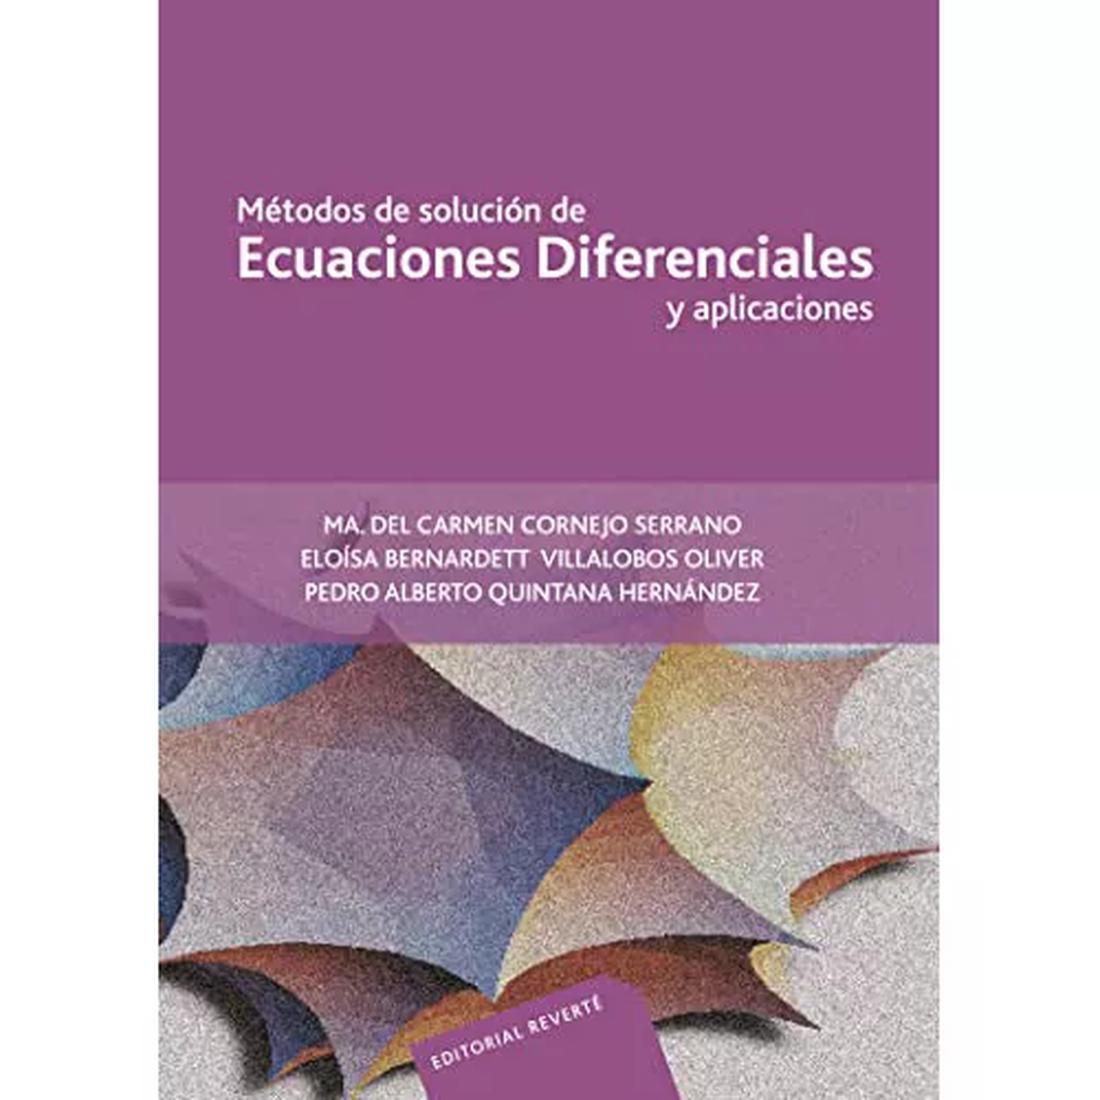 Métodos de solución de
Ecuaciones Diferenciales
y aplicaciones
MA. DEL CARMEN CORNEJO SERRANO
ELOÍSA BERNARDETT VILLALOBOS OLIVER
PEDRO ALBERTO QUINTANA HERNÁNDEZ
EDITORIAL REVERTÉ